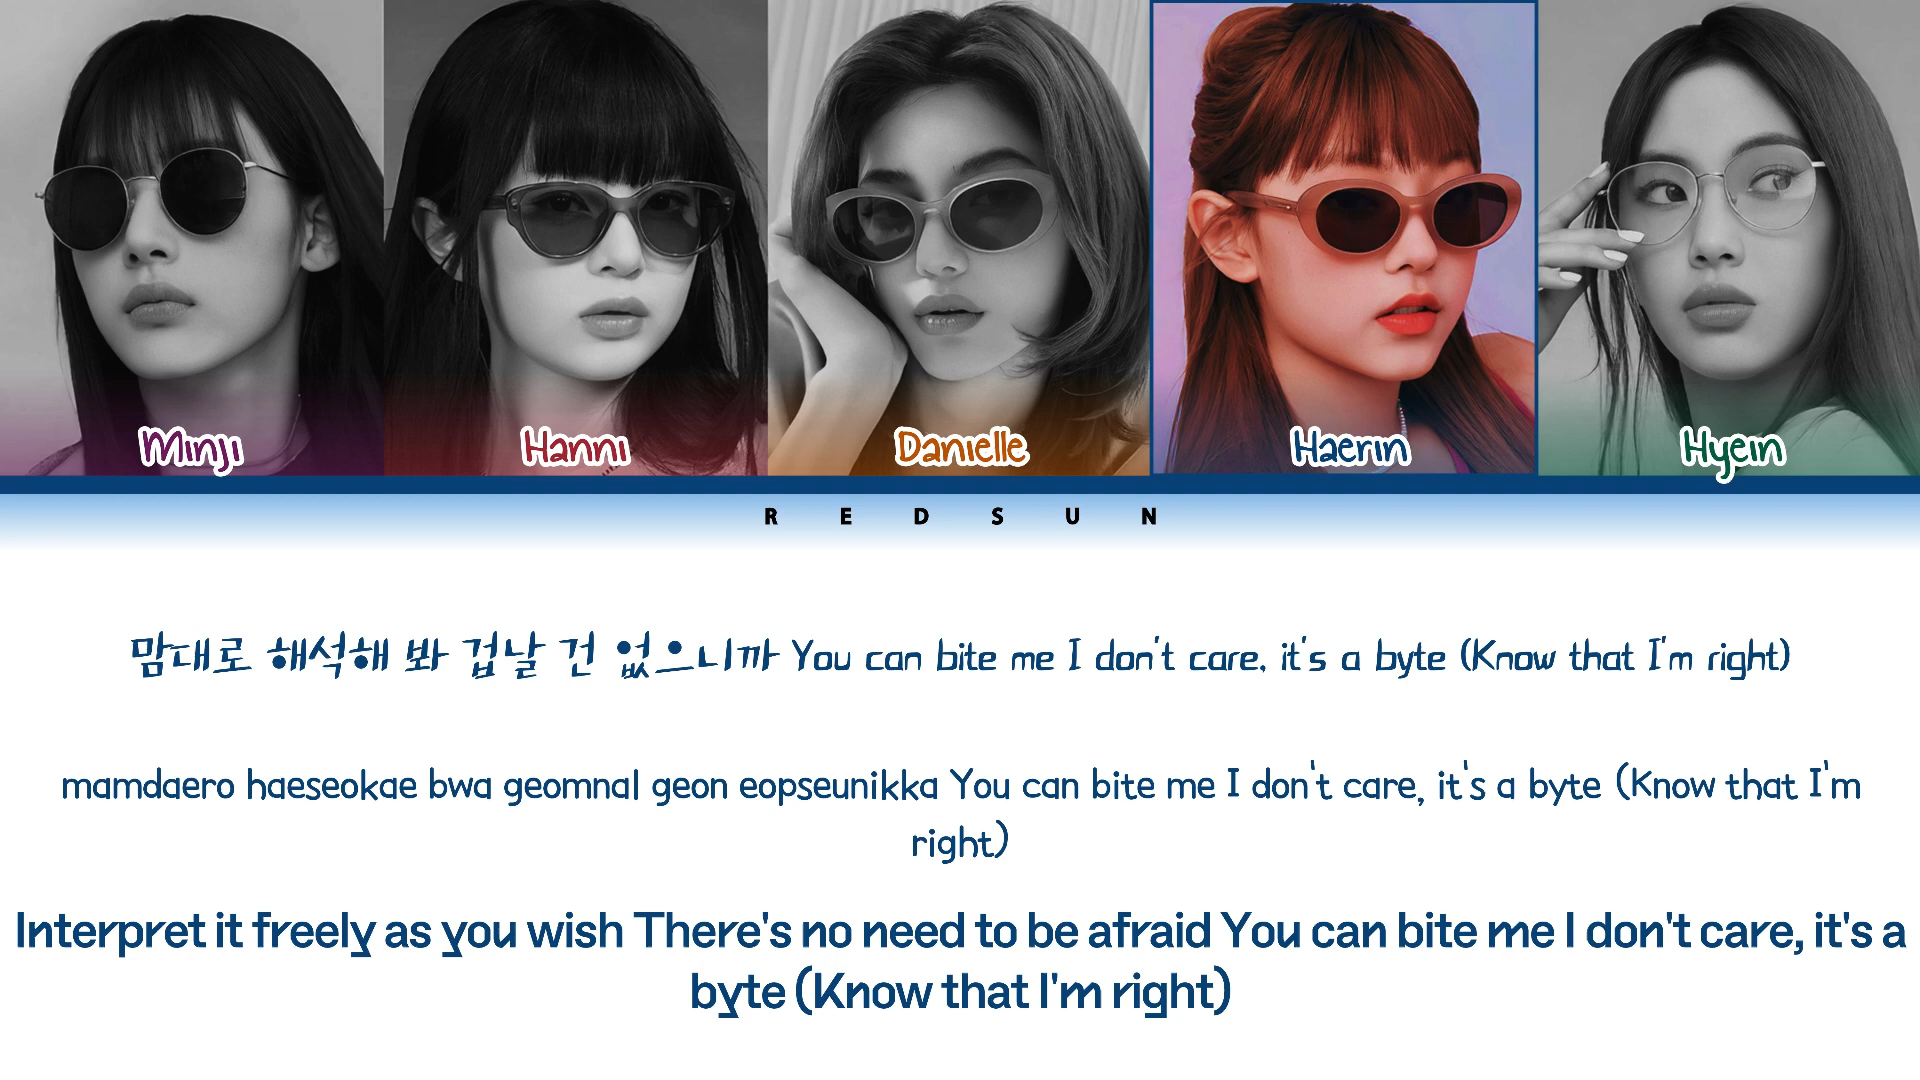 Minji
Hanni
Danielle
Haerin
Hyein
REDSUN
맘대로 해석해 봐 겁날 건 없으니까 You can bite me I don't care, it's a byte (Know that I'm right)
mamdaero haeseokae bwa geomnal geon eopseunikka You can bite me I don't care, it's a byte (Know that I'm
right)
Interpret it freely as you wish There's no need to be afraid You can bite me I don't care, it's a
byte (Know that I'm right)